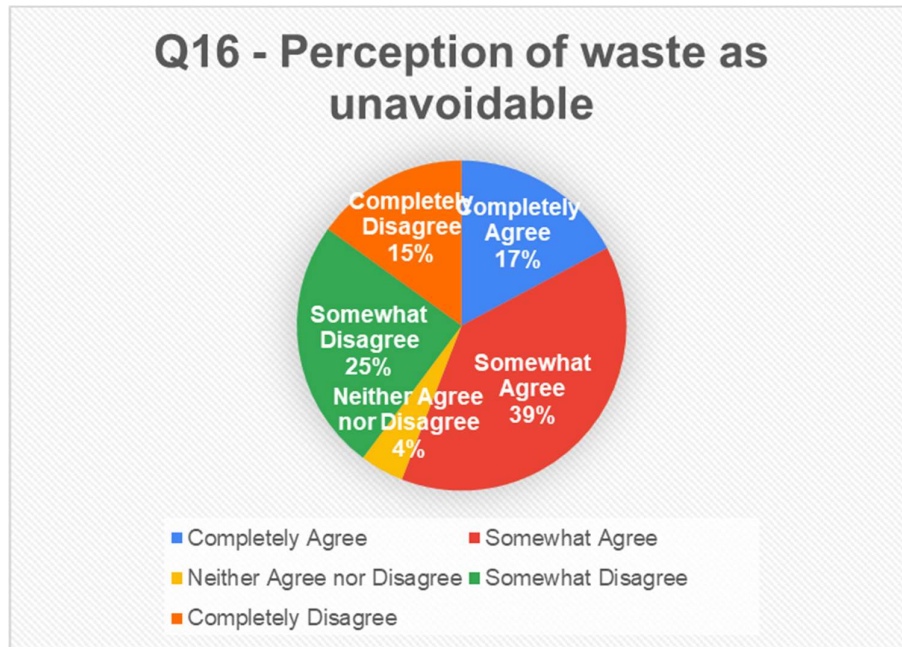 Q16 - Perception of waste as
unavoidable
Completely
Disagree
15%
Completely
Agree
17%
Somewhat
Disagree
25%
Somewhat
Agree
39%
Neither Agree
nor Disagree
4%
Completely Agree
Somewhat Agree
Neither Agree nor Disagree
Somewhat Disagree
Completely Disagree